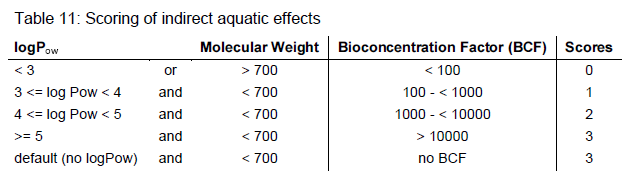 Table 11: Scoring of indirect aquatic effects
logPow Molecular Weight Bioconcentration Factor (BCF) Scores
< 3 or > 700 < 100 0
3 <= log Pow < 4 and < 700 100 - < 1000 1
4 <= log Pow < 5 and < 700 1000 - < 10000 2
>= 5 and < 700 > 10000 3
default (no logPow) and < 700 no BCF 3